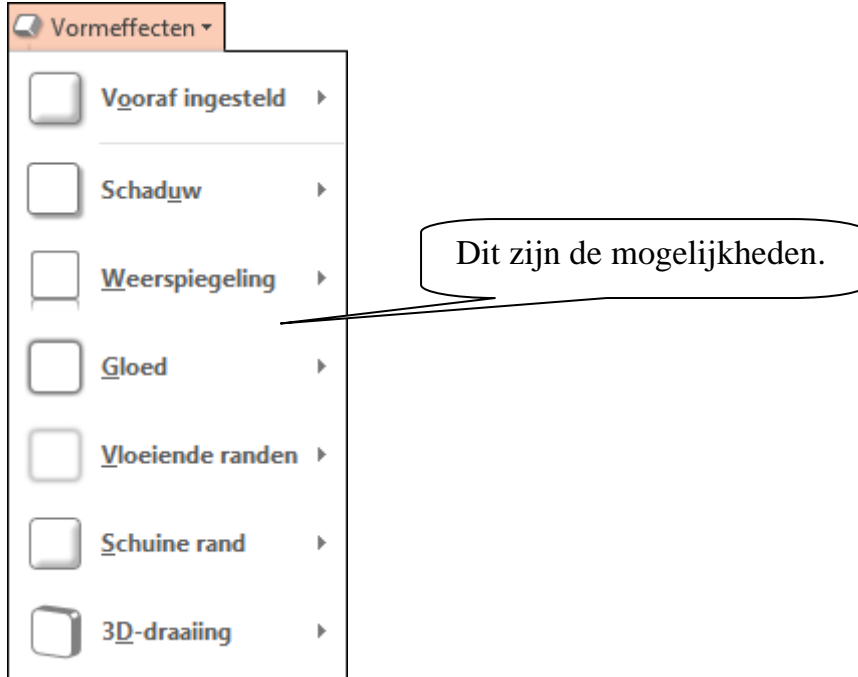 Vormeffecten
Vooraf ingesteld
Schaduw
Weerspiegeling
Dit zijn de mogelijkheden.
Gloed
Vloeiende randen
Schuine rand
3D-draaiing